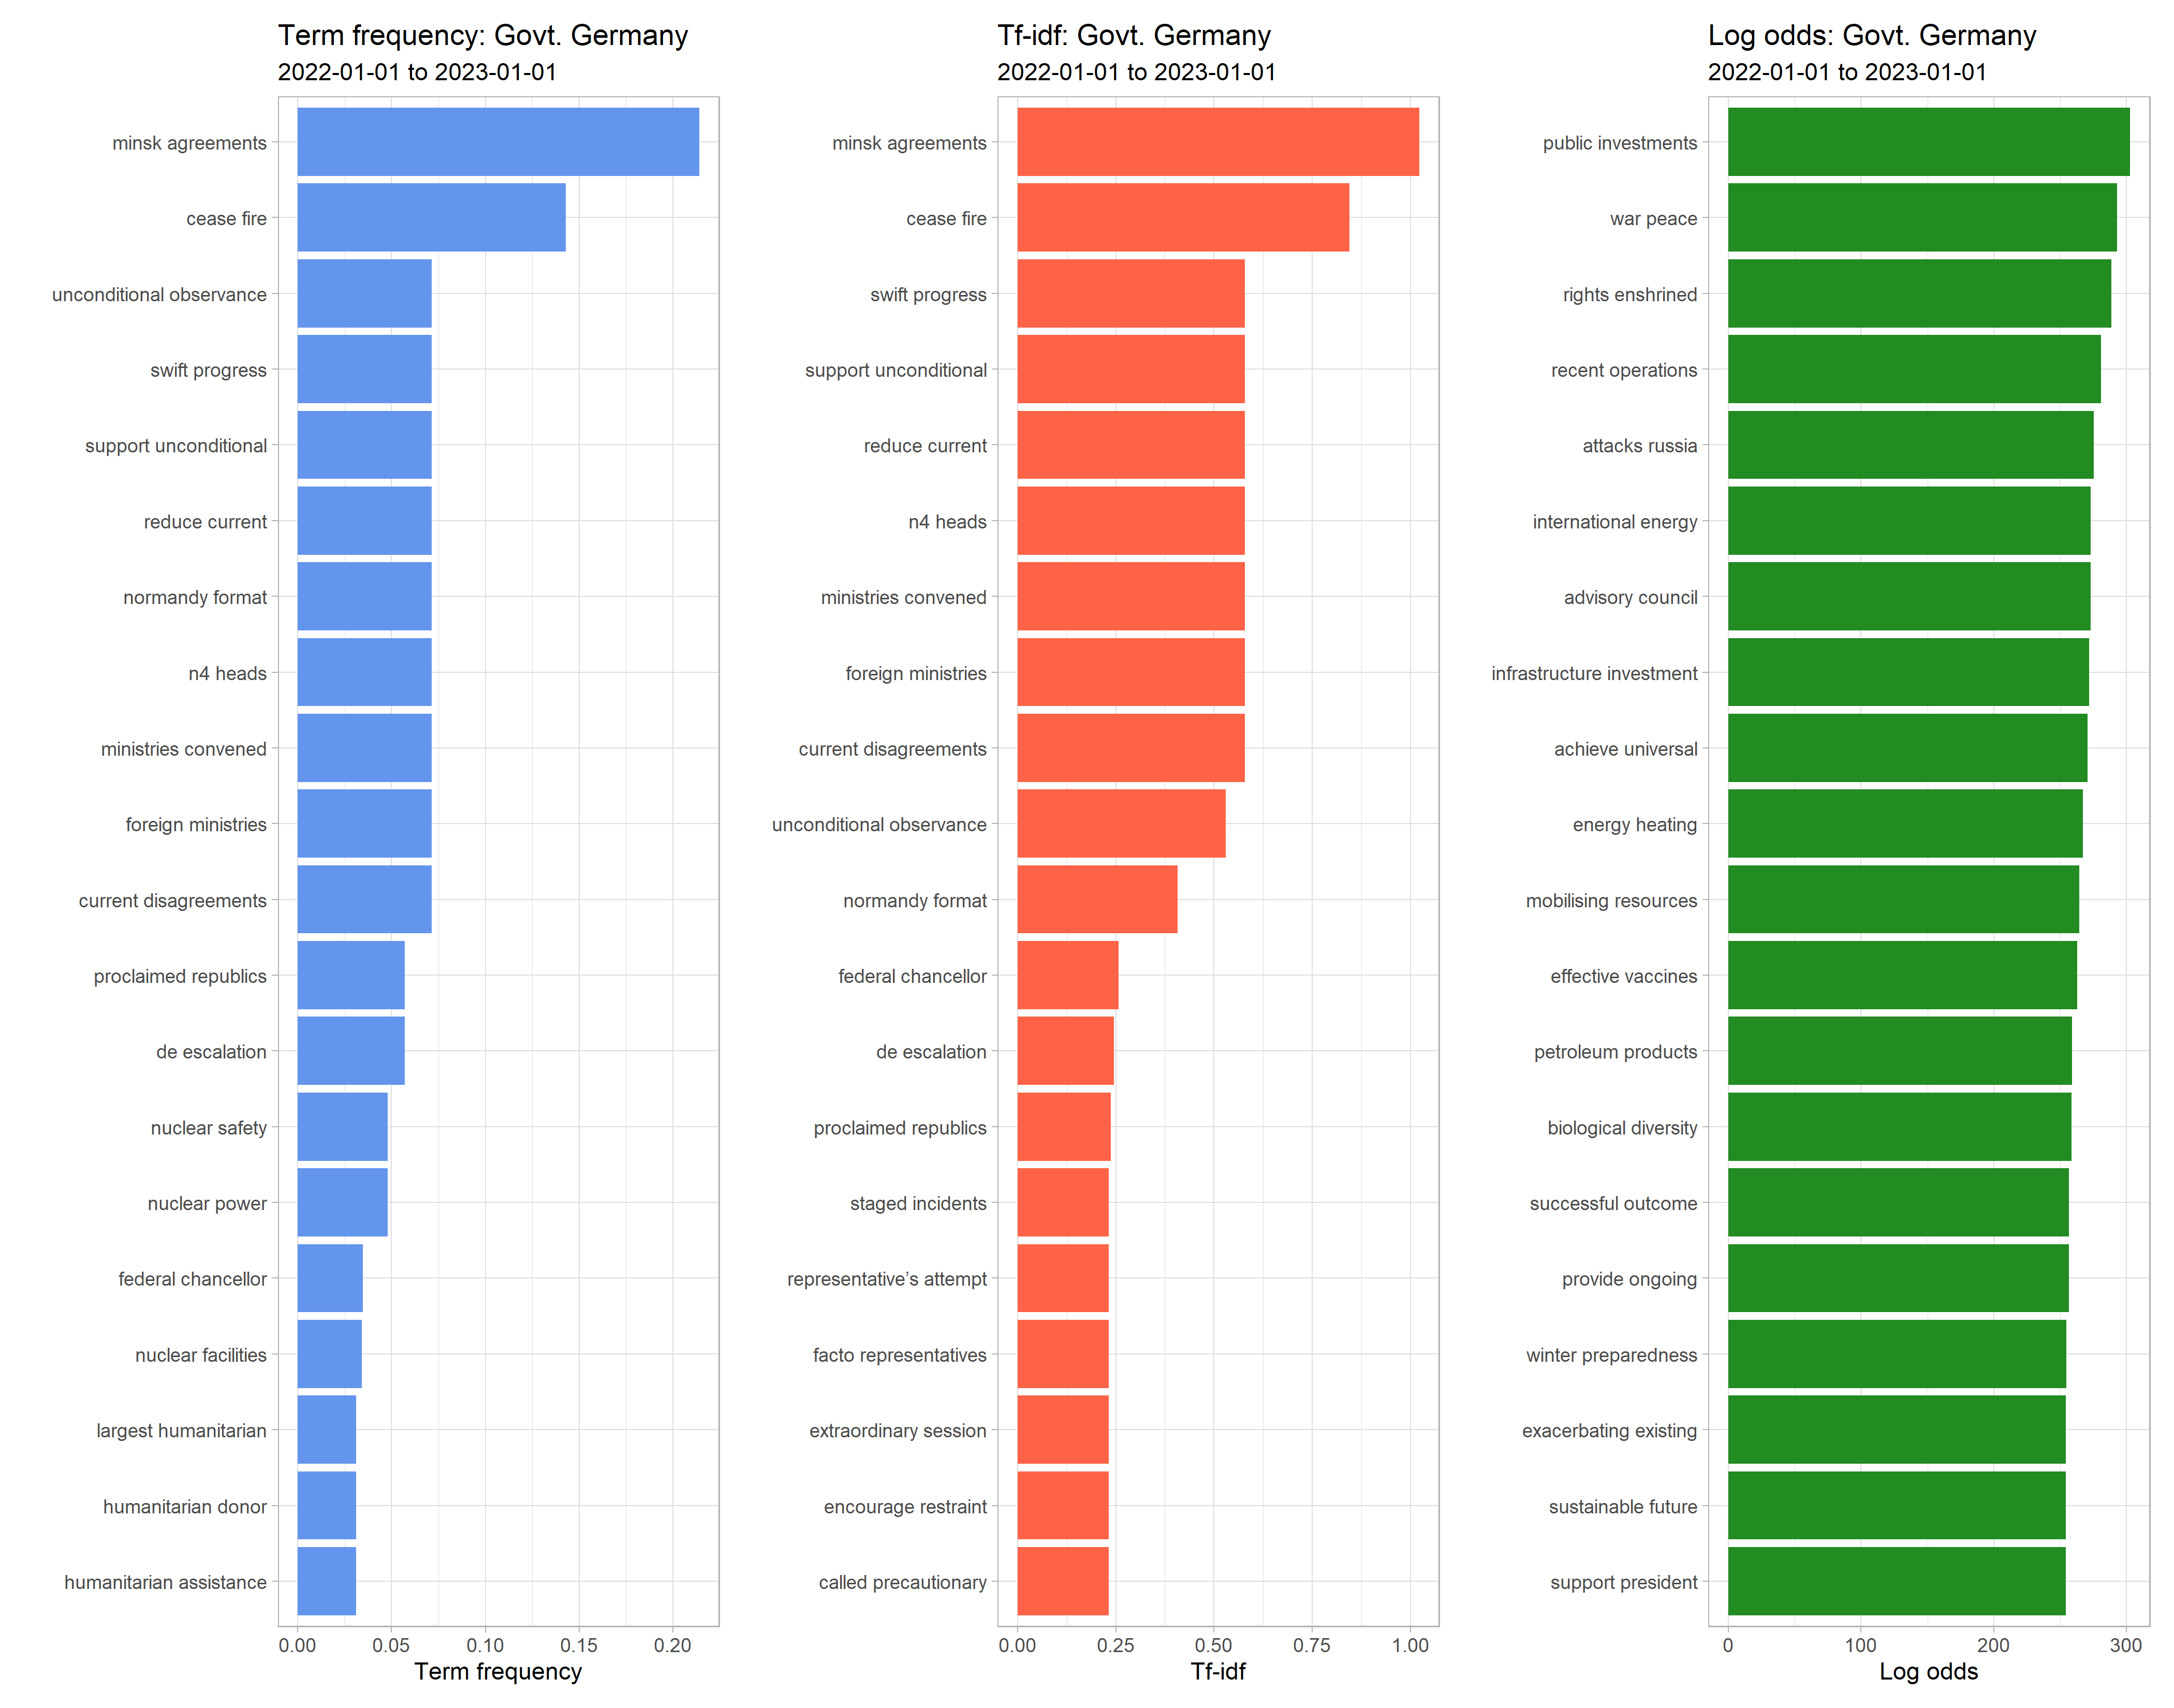 Term frequency: Govt. Germany
2022-01-01 to 2023-01-01
minsk agreements
cease fire
unconditional observance
swift progress
support unconditional
reduce current
normandy format
n4 heads
ministries convened
foreign ministries
current disagreements
proclaimed republics
de escalation
nuclear safety
nuclear power
federal chancellor
nuclear facilities
largest humanitarian
humanitarian donor
humanitarian assistance
0.00 0.05 0.10 0.15 0.20
Term frequency
Tf-idf: Govt. Germany
2022-01-01 to 2023-01-01
minsk agreements
cease fire
swift progress
support unconditional
reduce current
n4 heads
ministries convened
foreign ministries
current disagreements
unconditional observance
normandy format
federal chancellor
de escalation
proclaimed republics
staged incidents
representative’s attempt
facto representatives
extraordinary session
encourage restraint
called precautionary
0.00 0.25 0.50 0.75 1.00
Tf-idf
Log odds: Govt. Germany
2022-01-01 to 2023-01-01
public investments
war peace
rights enshrined
recent operations
attacks russia
international energy
advisory council
infrastructure investment
achieve universal
energy heating
mobilising resources
effective vaccines
petroleum products
biological diversity
successful outcome
provide ongoing
winter preparedness
exacerbating existing
sustainable future
support president
0 100 200 300
Log odds